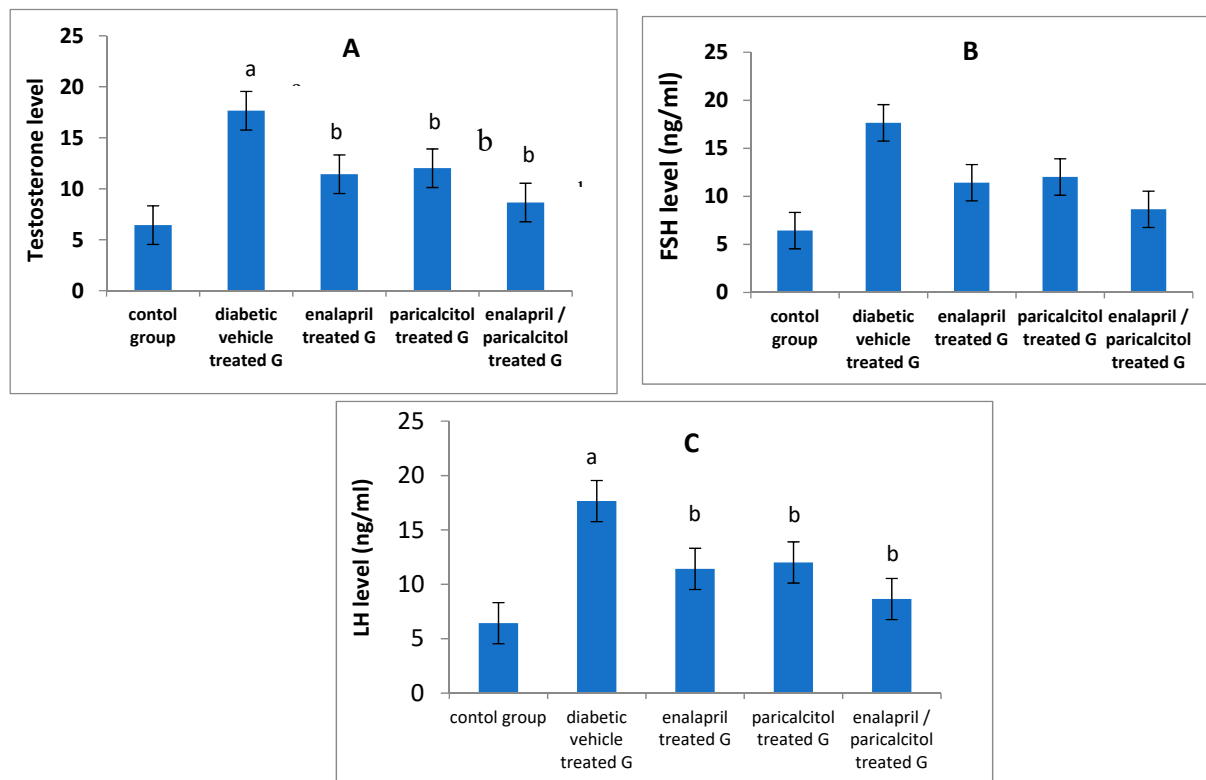 A
Testosterone level
25
20
15
10
5
0
a
b
b
b
b
contol
group
diabetic
vehicle
treated G
enalapril
treated G
paricalcitol
treated G
enalapril /
paricalcitol
treated G
B
FSH level (ng/ml)
25
20
15
10
5
0
contol
group
diabetic
vehicle
treated G
enalapril
treated G
paricalcitol
treated G
enalapril /
paricalcitol
treated G
C
LH level (ng/ml)
25
20
15
10
5
0
a
b
b
b
contol group
diabetic
vehicle
treated G
enalapril
treated G
paricalcitol
treated G
enalapril /
paricalcitol
treated G